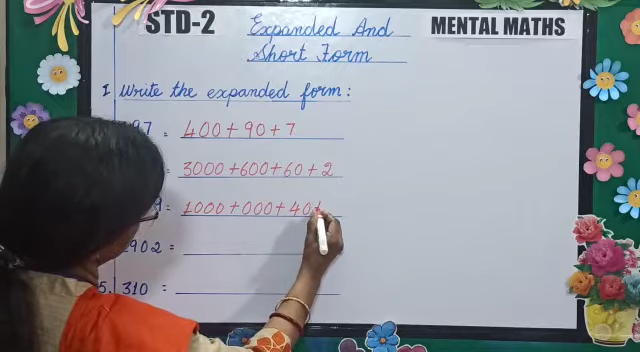 STD-2 Expanded And MENTAL MATHS
Short Form
I Write the expanded form:
97 = 400+90+7
= 3000+600+60+2
9 = 1000+000+40+
902 =
5. 310 =